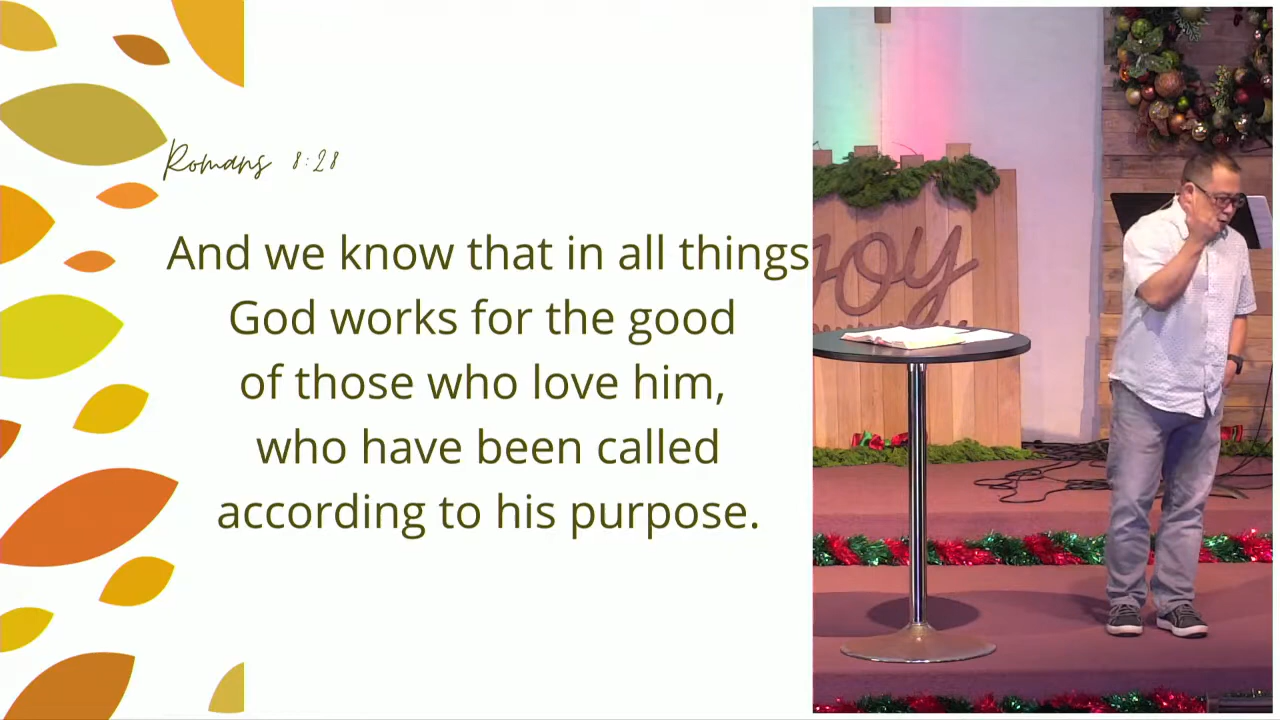 Romans 8:28
And we know that in all things
God works for the good
of those who love him,
who have been called
according to his purpose.
joy